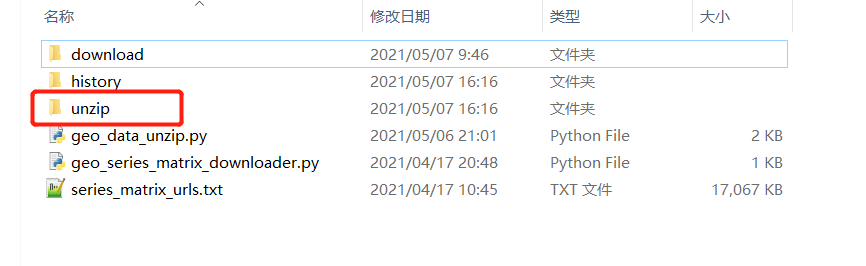 名称 修改日期 类型 大小
download 2021/05/07 9:46 文件夹
history 2021/05/07 16:16 文件夹
unzip 2021/05/07 16:16 文件夹
geo_data_unzip.py 2021/05/06 21:01 Python File 2 KB
geo_series_matrix_downloader.py 2021/04/17 20:48 Python File 1 KB
series_matrix_urls.txt 2021/04/17 10:45 TXT 文件 17,067 KB